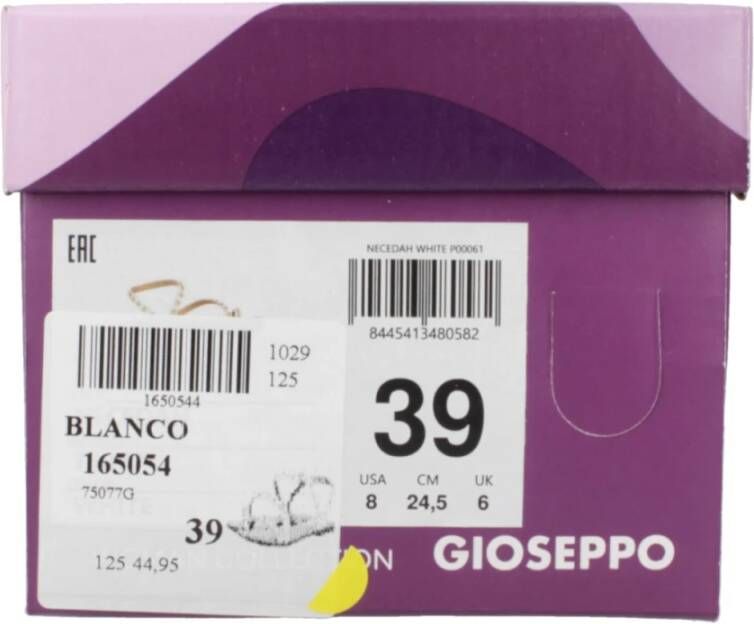 EAC
NECEDAH WHITE P00061
8445413480582
39
USA CM UK
8 24,5 6
1029
125
1650544
BLANCO
165054
75077G
39
125 44,95
GIOSEPPO